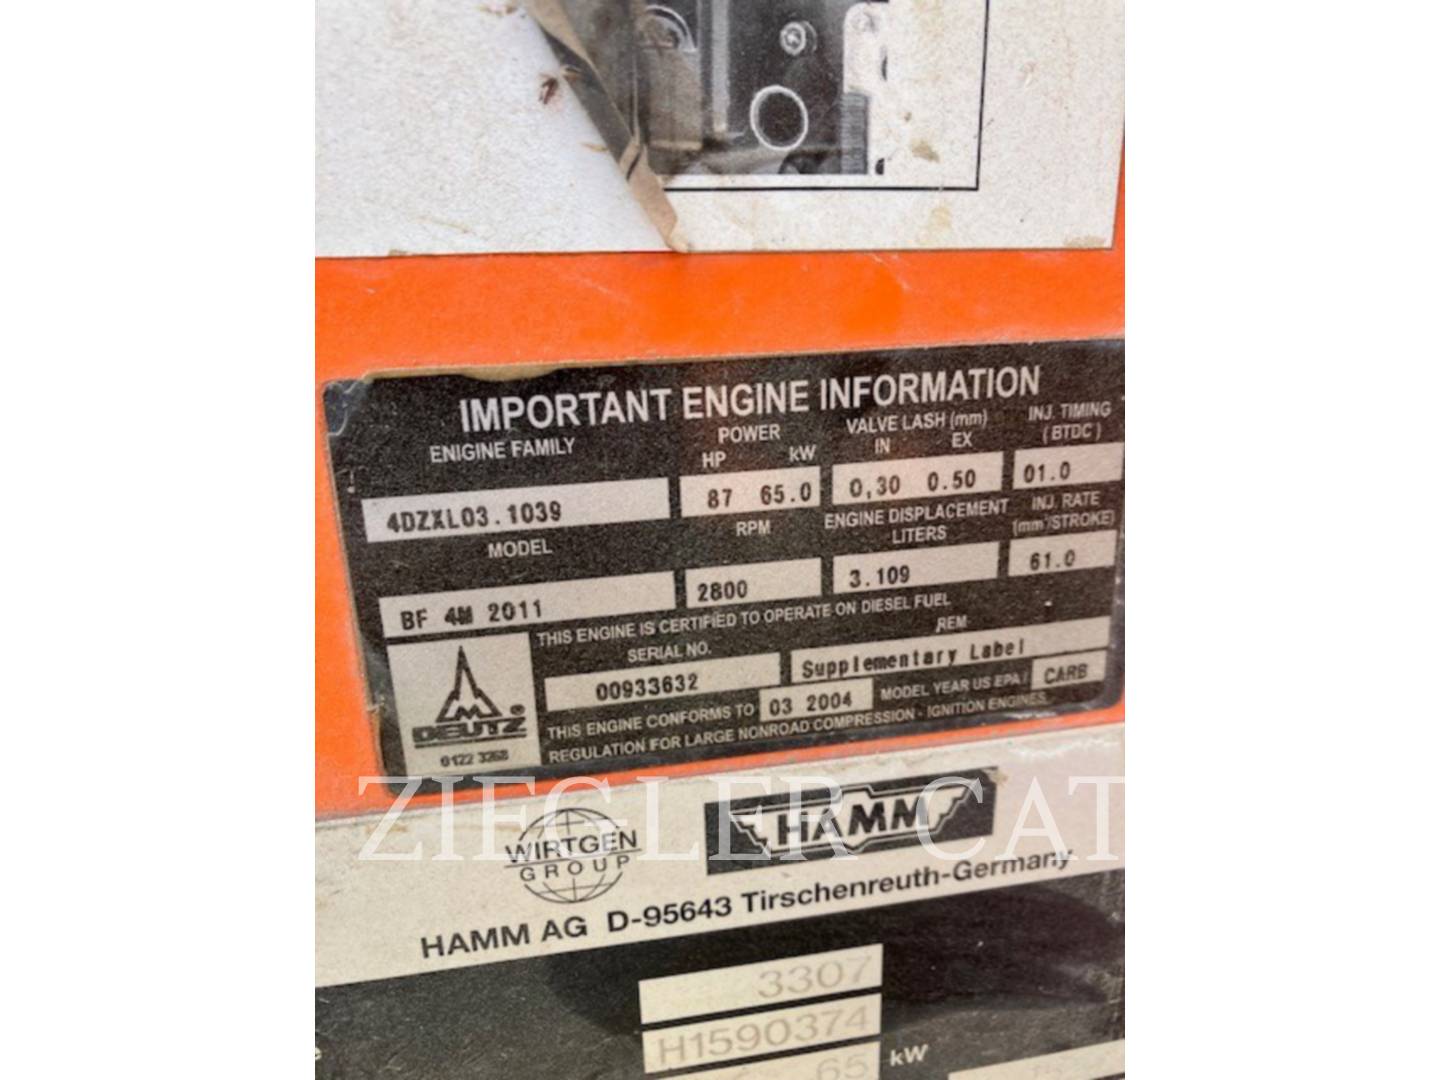 IMPORTANT ENGINE INFORMATION
ENIGINE FAMILY
POWER
HP kW
VALVE LASH (mm)
IN EX
INJ. TIMING
(BTDC)
4DZXL03.1039
87 65.0
0,30 0.50
01.0
MODEL
RPM
ENGINE DISPLACEMENT
LITERS
INJ. RATE
(mm³/STROKE)
BF 4M 2011
2800
3.109
61.0
THIS ENGINE IS CERTIFIED TO OPERATE ON DIESEL FUEL
SERIAL NO.
REM
00933632
Supplementary Label
THIS ENGINE CONFORMS TO 03 2004 MODEL YEAR US EPA / CARB
REGULATION FOR LARGE NONROAD COMPRESSION - IGNITION ENGINES
DEUTZ ®
0122 3268
ZIEGLER CAT
WIRTGEN
GROUP
HAMM
HAMM AG D-95643 Tirschenreuth-Germany
3307
H1590374
65 kW